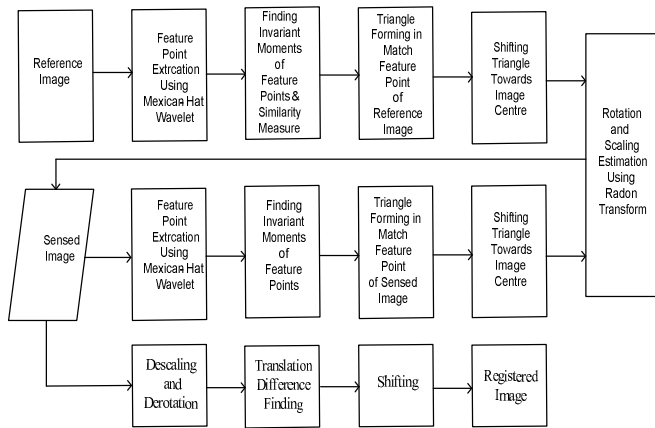 Reference
Image
Feature
Point
Extrcation
Using
Mexican-Hat
Wavelet
Finding
Invariant
Moments
of
Feature
Points &
Similarity
Measure
Triangle
Forming in
Match
Feature
Point
of
Reference
Image
Shifting
Triangle
Towards
Image
Centre
Rotation
and
Scaling
Estimation
Using
Radon
Transform
Sensed
Image
Feature
Point
Extrcation
Using
Mexican-Hat
Wavelet
Finding
Invariant
Moments
of
Feature
Points
Triangle
Forming in
Match
Feature
Point
of Sensed
Image
Shifting
Triangle
Towards
Image
Centre
Descaling
and
Derotation
Translation
Difference
Finding
Shifting
Registered
Image